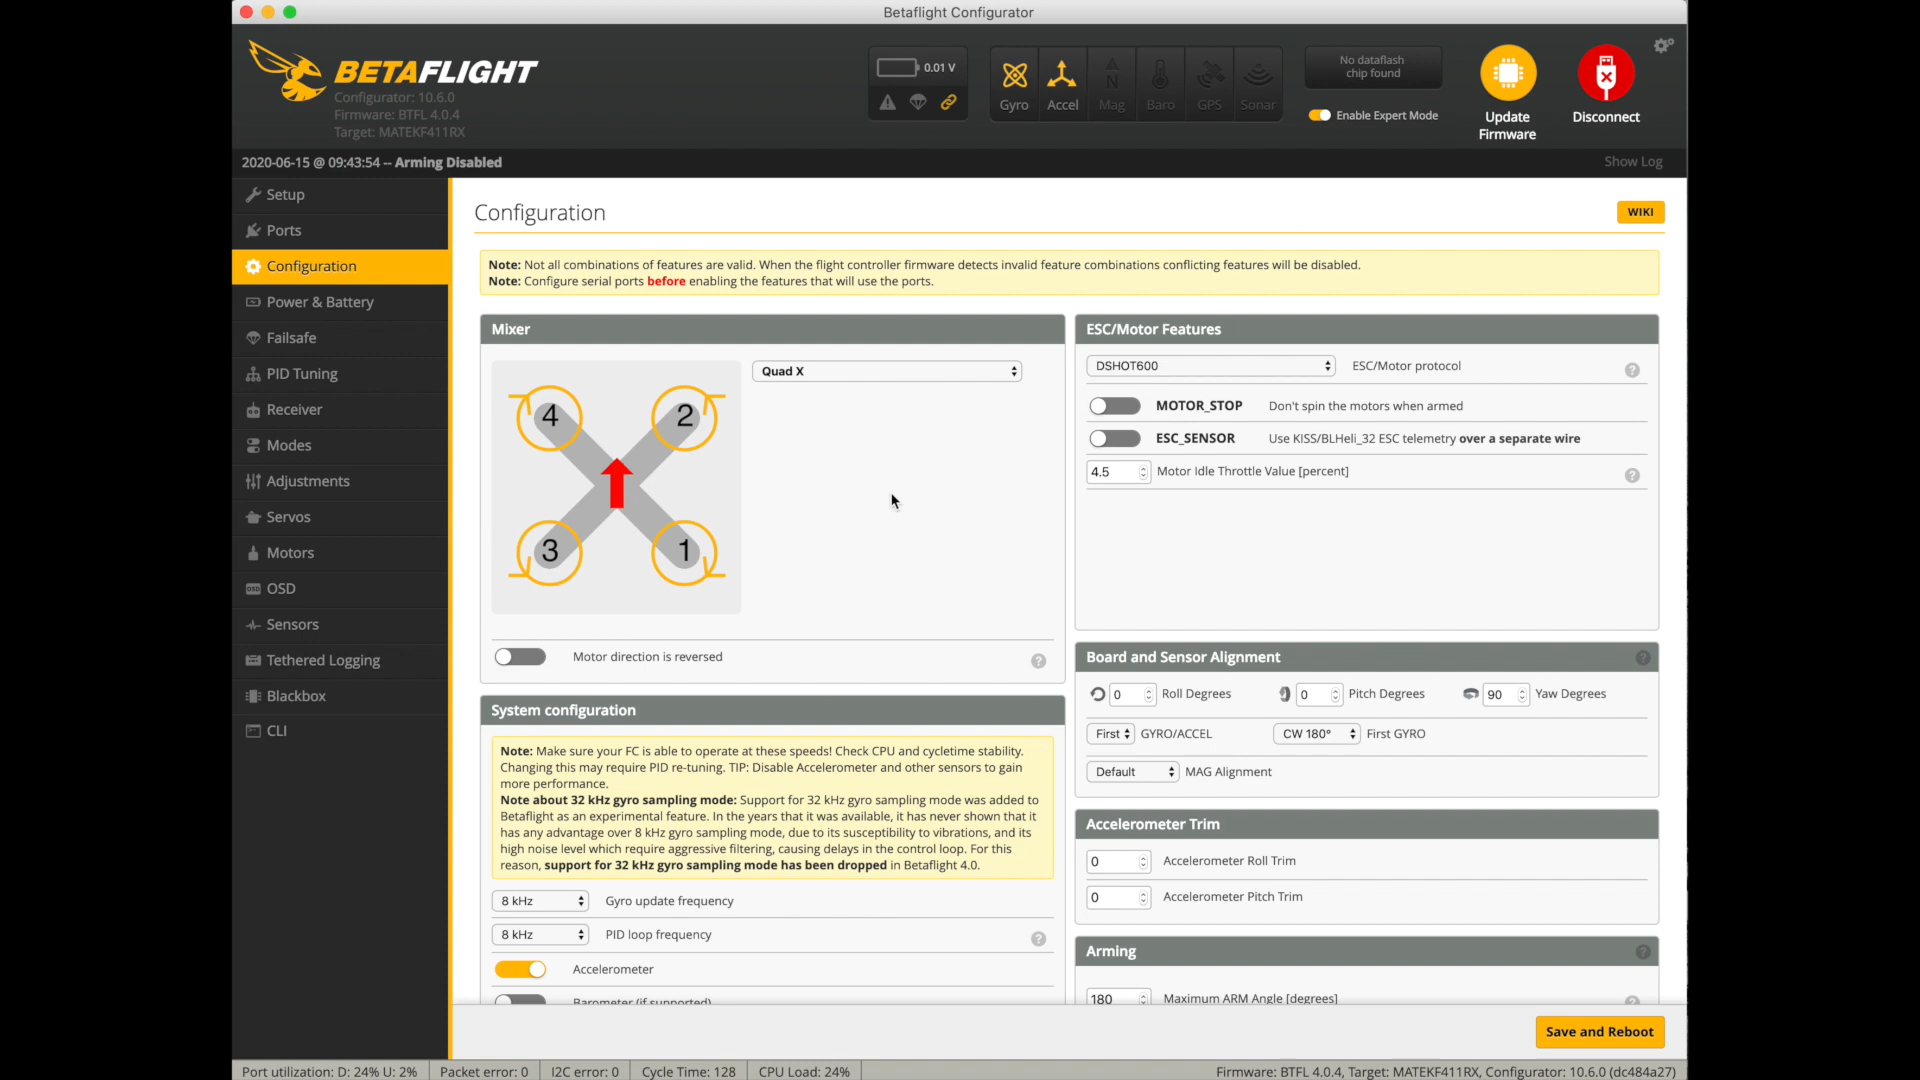 Betaflight Configurator
BETAFLIGHT
Configurator: 10.6.0
Firmware: BTFL 4.0.4
Target: MATEKF411RX
0.01 V
Gyro
Accel
Mag
Baro
GPS
Sonar
No dataflash
chip found
Enable Expert Mode
Update
Firmware
Disconnect
2020-06-15 @ 09:43:54 -- Arming Disabled
Show Log
Setup
Ports
Configuration
Power & Battery
Failsafe
PID Tuning
Receiver
Modes
Adjustments
Servos
Motors
OSD
Sensors
Tethered Logging
Blackbox
CLI
Configuration
WIKI
Note: Not all combinations of features are valid. When the flight controller firmware detects invalid feature combinations conflicting features will be disabled.
Note: Configure serial ports before enabling the features that will use the ports.
Mixer
Quad X
4
2
3
1
Motor direction is reversed
System configuration
Note: Make sure your FC is able to operate at these speeds! Check CPU and cycletime stability.
Changing this may require PID re-tuning. TIP: Disable Accelerometer and other sensors to gain
more performance.
Note about 32 kHz gyro sampling mode: Support for 32 kHz gyro sampling mode was added to
Betaflight as an experimental feature. In the years that it was available, it has never shown that it
has any advantage over 8 kHz gyro sampling mode, due to its susceptibility to vibrations, and its
high noise level which require aggressive filtering, causing delays in the control loop. For this
reason, support for 32 kHz gyro sampling mode has been dropped in Betaflight 4.0.
8 kHz Gyro update frequency
8 kHz PID loop frequency
Accelerometer
Barometer (if supported)
ESC/Motor Features
DSHOT600 ESC/Motor protocol
MOTOR_STOP Don't spin the motors when armed
ESC_SENSOR Use KISS/BLHeli_32 ESC telemetry over a separate wire
4.5 Motor Idle Throttle Value [percent]
Board and Sensor Alignment
0 Roll Degrees 0 Pitch Degrees 90 Yaw Degrees
First GYRO/ACCEL CW 180° First GYRO
Default MAG Alignment
Accelerometer Trim
0 Accelerometer Roll Trim
0 Accelerometer Pitch Trim
Arming
180 Maximum ARM Angle [degrees]
Save and Reboot
Port utilization: D: 24% U: 2% Packet error: 0 I2C error: 0 Cycle Time: 128 CPU Load: 24% Firmware: BTFL 4.0.4, Target: MATEKF411RX, Configurator: 10.6.0 (dc484a27)